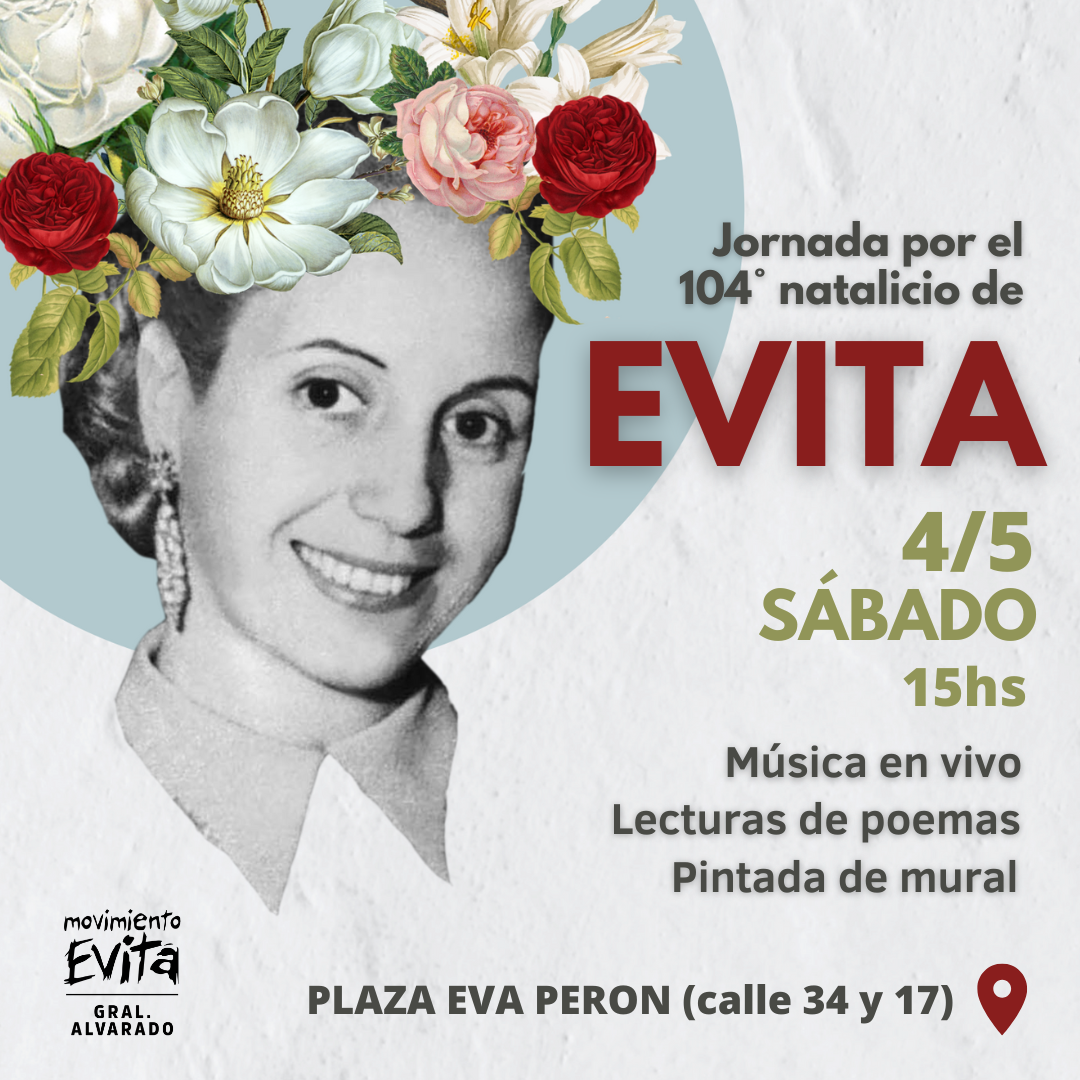 Jornada por el
104° natalicio de
EVITA
4/5
SÁBADO
15hs
Música en vivo
Lecturas de poemas
Pintada de mural
movimiento
Evita
GRAL.
ALVARADO
PLAZA EVA PERON (calle 34 y 17)